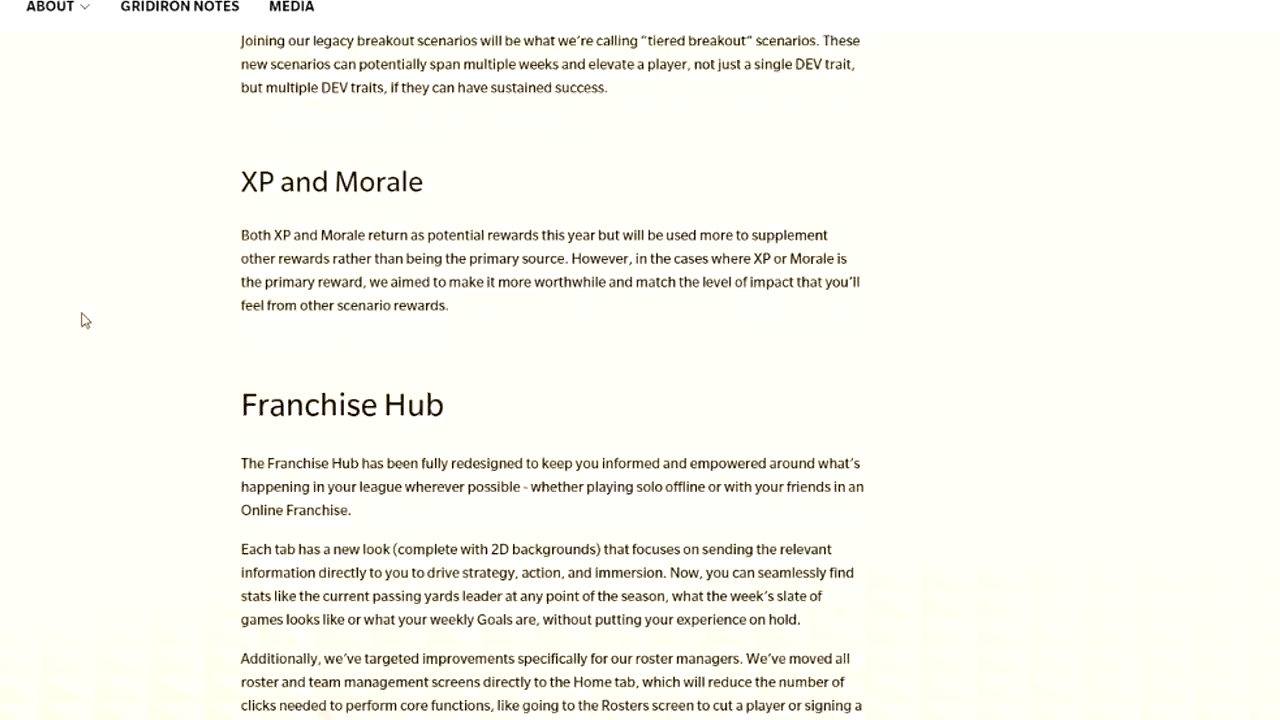 ABOUT GRIDIRON NOTES MEDIA
Joining our legacy breakout scenarios will be what we're calling “tiered breakout” scenarios. These
new scenarios can potentially span multiple weeks and elevate a player, not just a single DEV trait,
but multiple DEV traits, if they can have sustained success.
XP and Morale
Both XP and Morale return as potential rewards this year but will be used more to supplement
other rewards rather than being the primary source. However, in the cases where XP or Morale is
the primary reward, we aimed to make it more worthwhile and match the level of impact that you'll
feel from other scenario rewards.
Franchise Hub
The Franchise Hub has been fully redesigned to keep you informed and empowered around what's
happening in your league wherever possible - whether playing solo offline or with your friends in an
Online Franchise.
Each tab has a new look (complete with 2D backgrounds) that focuses on sending the relevant
information directly to you to drive strategy, action, and immersion. Now, you can seamlessly find
stats like the current passing yards leader at any point of the season, what the week's slate of
games looks like or what your weekly Goals are, without putting your experience on hold.
Additionally, we've targeted improvements specifically for our roster managers. We've moved all
roster and team management screens directly to the Home tab, which will reduce the number of
clicks needed to perform core functions, like going to the Rosters screen to cut a player or signing a